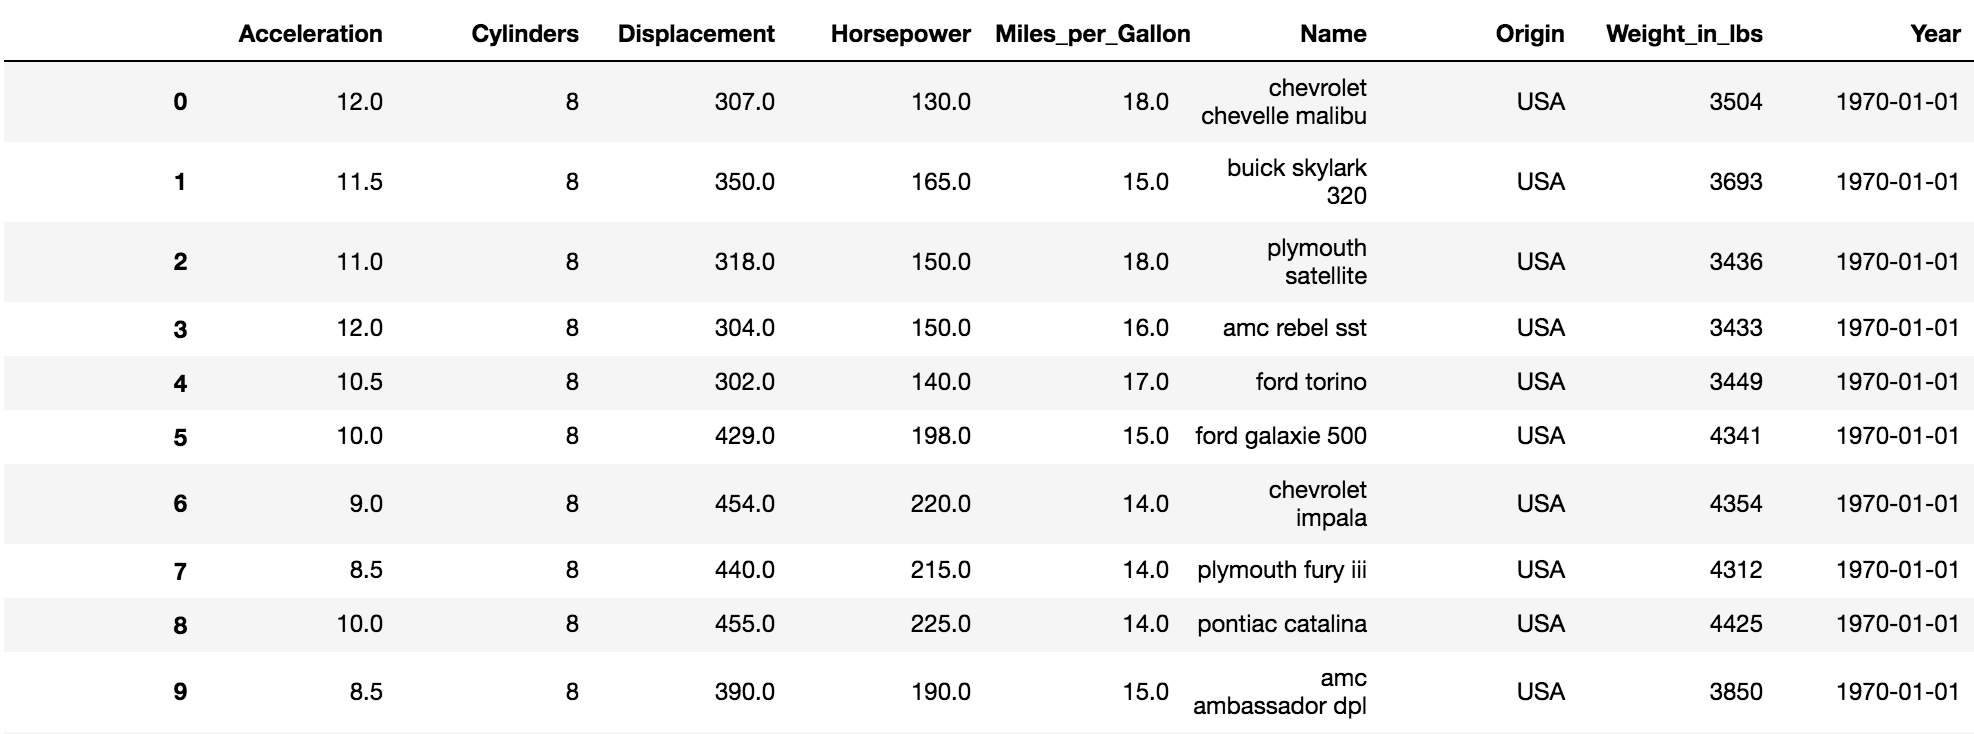 Acceleration Cylinders Displacement Horsepower Miles_per_Gallon Name Origin Weight_in_lbs Year
0 12.0 8 307.0 130.0 18.0 chevrolet chevelle malibu USA 3504 1970-01-01
1 11.5 8 350.0 165.0 15.0 buick skylark 320 USA 3693 1970-01-01
2 11.0 8 318.0 150.0 18.0 plymouth satellite USA 3436 1970-01-01
3 12.0 8 304.0 150.0 16.0 amc rebel sst USA 3433 1970-01-01
4 10.5 8 302.0 140.0 17.0 ford torino USA 3449 1970-01-01
5 10.0 8 429.0 198.0 15.0 ford galaxie 500 USA 4341 1970-01-01
6 9.0 8 454.0 220.0 14.0 chevrolet impala USA 4354 1970-01-01
7 8.5 8 440.0 215.0 14.0 plymouth fury iii USA 4312 1970-01-01
8 10.0 8 455.0 225.0 14.0 pontiac catalina USA 4425 1970-01-01
9 8.5 8 390.0 190.0 15.0 amc ambassador dpl USA 3850 1970-01-01